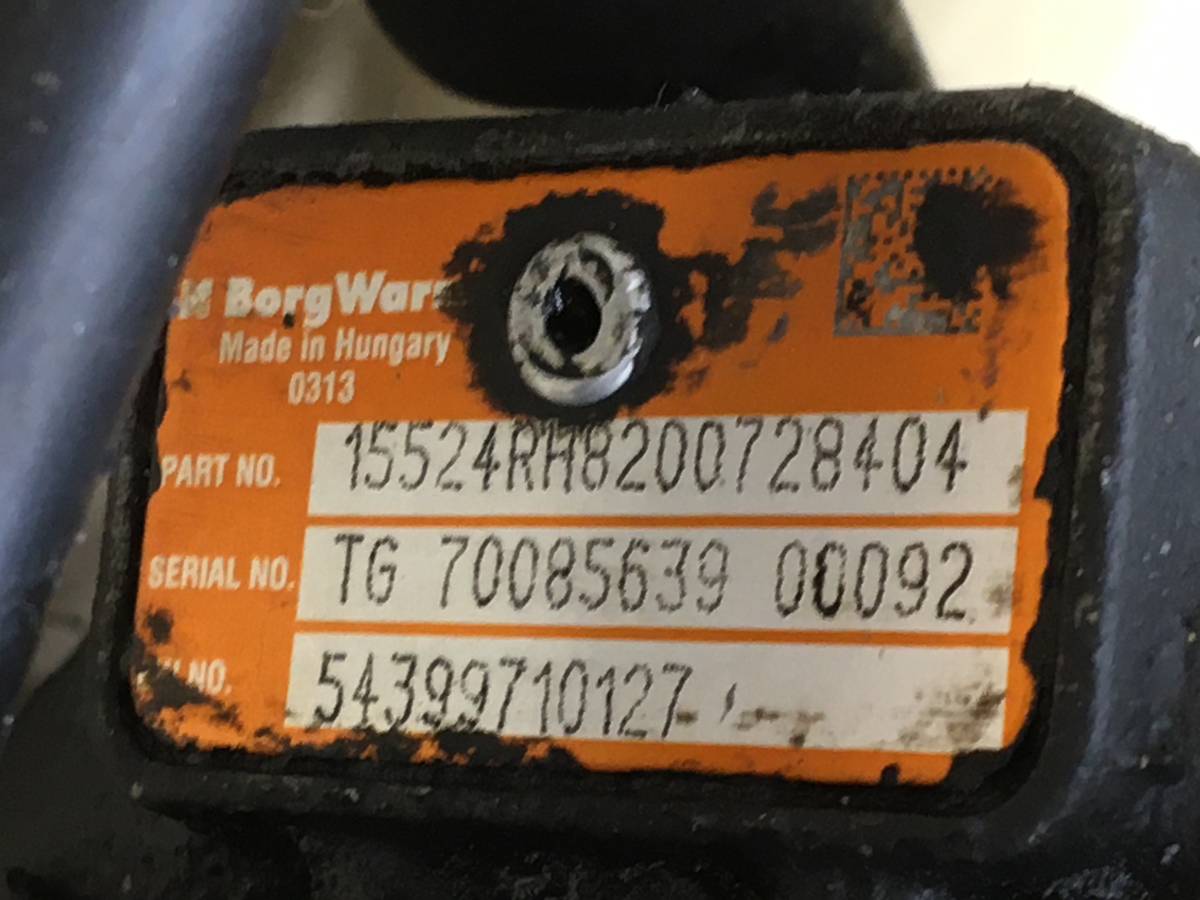 BorgWar
Made in Hungary
0313
PART NO. 15524RH8200728404
SERIAL NO. TG 70085639 00092
NO. 54399710127